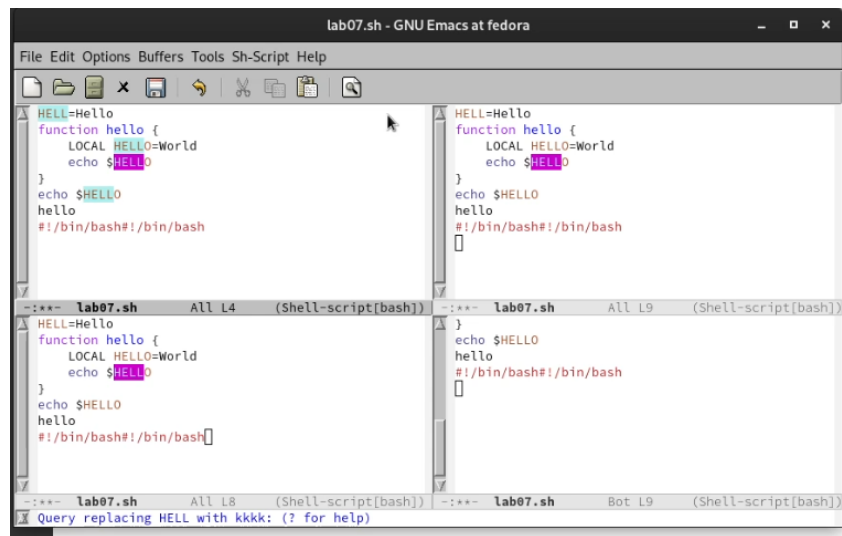 lab07.sh - GNU Emacs at fedora
File Edit Options Buffers Tools Sh-Script Help
HELL=Hello
function hello {
    LOCAL HELLO=World
    echo $HELLO
}
echo $HELLO
hello
#!/bin/bash#!/bin/bash
-:**- lab07.sh All L4 (Shell-script[bash])
HELL=Hello
function hello {
    LOCAL HELLO=World
    echo $HELLO
}
echo $HELLO
hello
#!/bin/bash#!/bin/bash
-:**- lab07.sh All L9 (Shell-script[bash])
HELL=Hello
function hello {
    LOCAL HELLO=World
    echo $HELLO
}
echo $HELLO
hello
#!/bin/bash#!/bin/bash
-:**- lab07.sh All L8 (Shell-script[bash])
}
echo $HELLO
hello
#!/bin/bash#!/bin/bash
-:**- lab07.sh Bot L9 (Shell-script[bash])
Query replacing HELL with kkkk: (? for help)